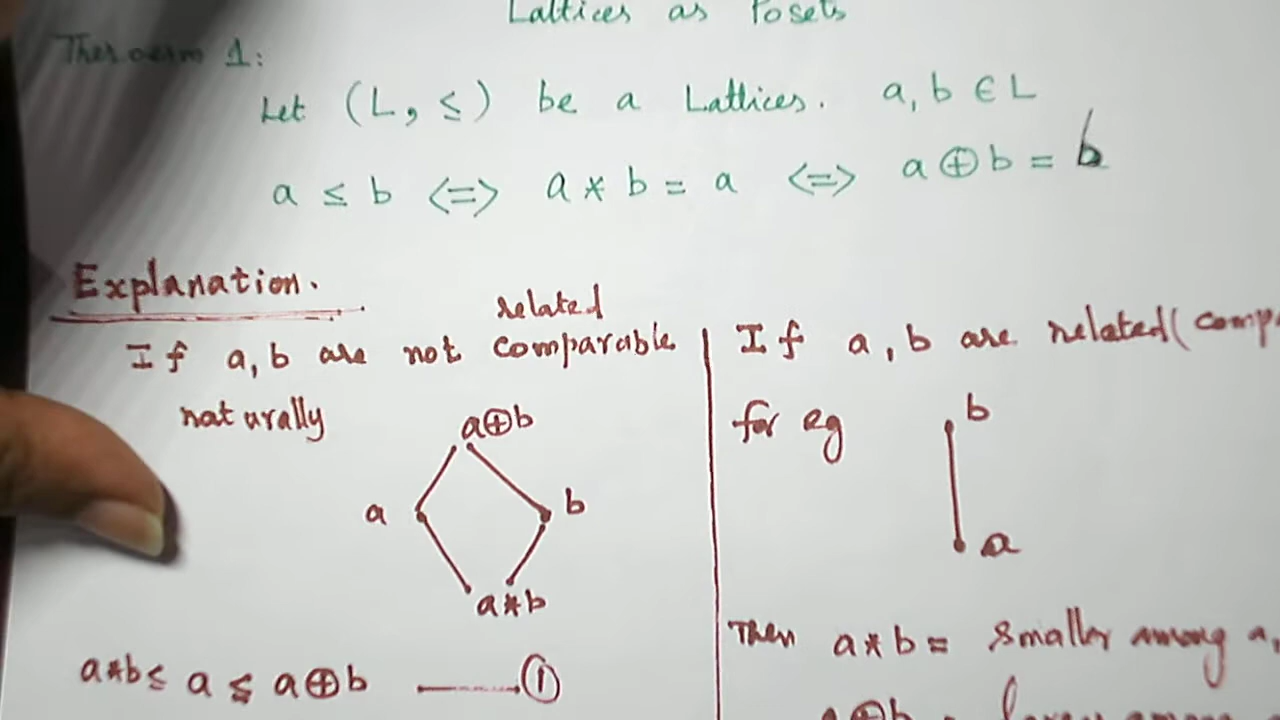 Lattices as Posets
Theroem 1:
Let (L, ≤) be a Lattices. a, b ∈ L
a ≤ b <=> a * b = a <=> a ⊕ b = b
Explanation.
related
If a, b are not comparable
naturally
a⊕b
a
b
a*b
a*b ≤ a ≤ a⊕b ——— ①
If a, b are related (comp
for eg
b
a
Then a*b = smaller among a,
a⊕b =